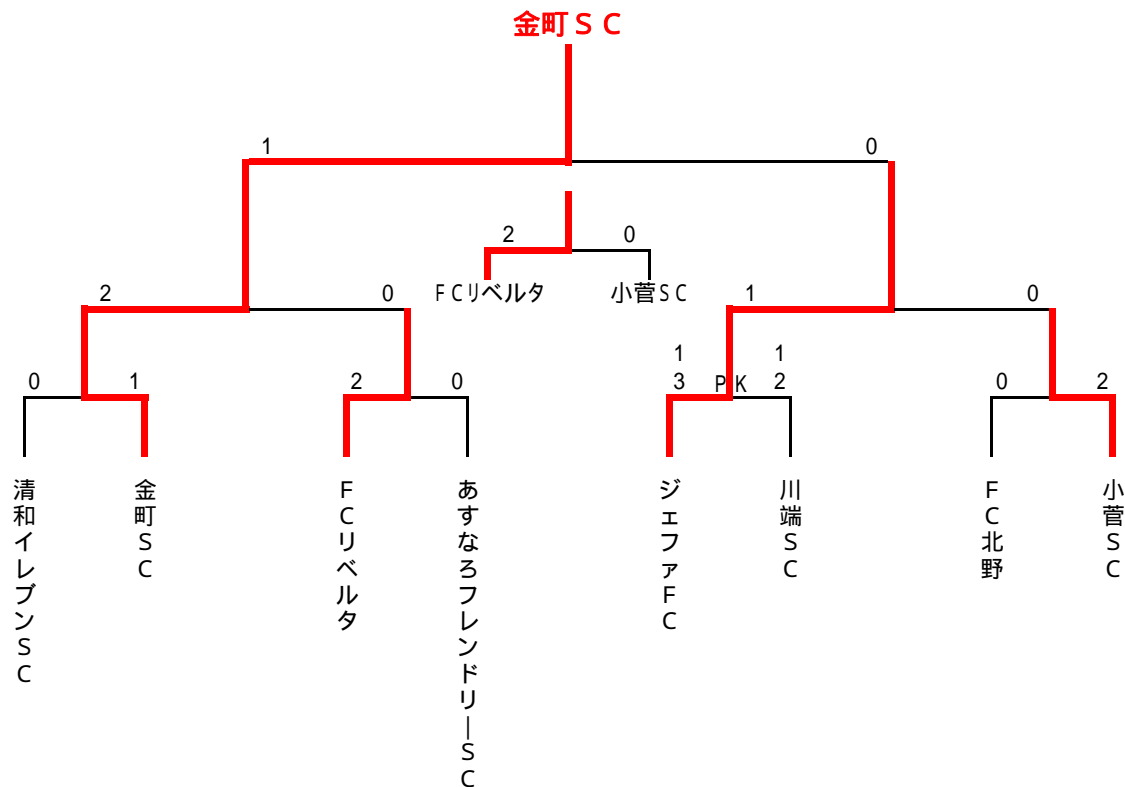 金町ＳＣ
1 0
2 0
ＦＣリベルタ 小菅ＳＣ
2 0 1 0
1 1
0 1 2 0 3 ＰＫ 2 0 2
清和イレブンＳＣ
金町ＳＣ
ＦＣリベルタ
あすなろフレンドリーＳＣ
ジェファＦＣ
川端ＳＣ
ＦＣ北野
小菅ＳＣ